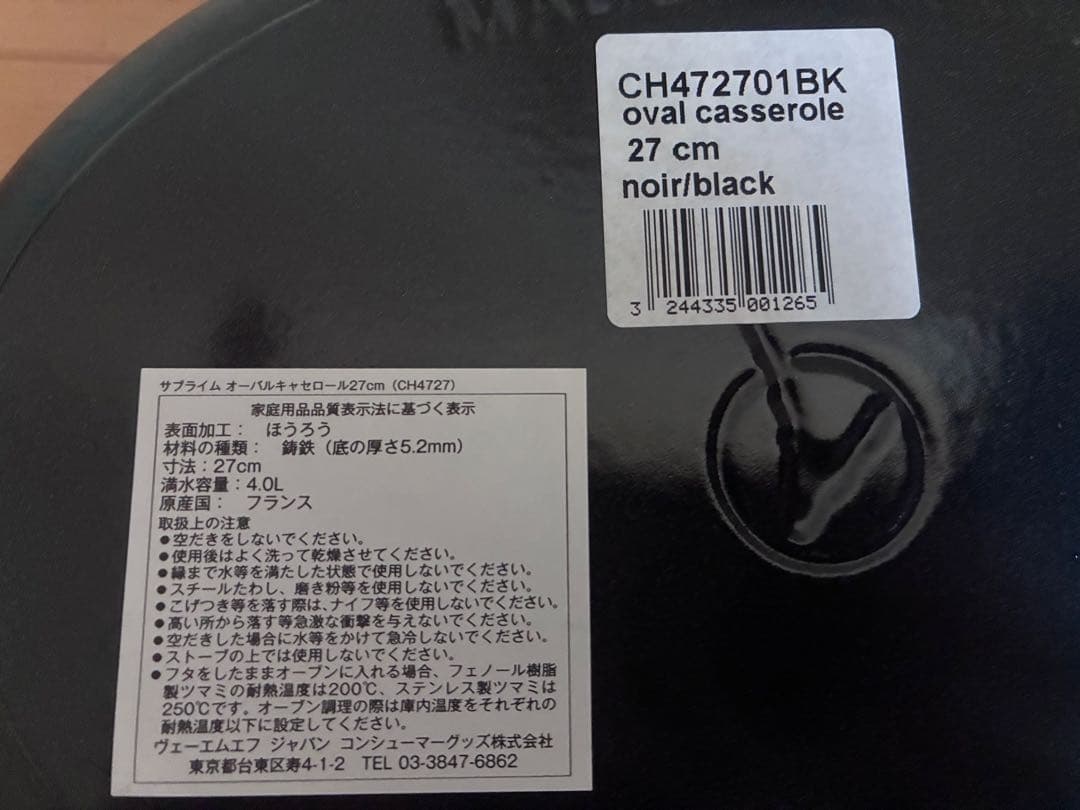 CH472701BK
oval casserole
27 cm
noir/black
3 244335 001265
サブライム オーバルキャセロール27cm（CH4727）
家庭用品品質表示法に基づく表示
表面加工： ほうろう
材料の種類： 鋳鉄（底の厚さ5.2mm）
寸法：27cm
満水容量：4.0L
原産国： フランス
取扱上の注意
●空だきをしないでください。
●使用後はよく洗って乾燥させてください。
●縁まで水等を満たした状態で使用しないでください。
●スチールたわし、磨き粉等を使用しないでください。
●こげつき等を落す際は、ナイフ等を使用しないでください。
●高い所から落す等急激な衝撃を与えないでください。
●空だきした場合に水等をかけて急冷しないでください。
●ストーブの上では使用しないでください。
●フタをしたままオーブンに入れる場合、フェノール樹脂
製ツマミの耐熱温度は200℃、ステンレス製ツマミは
250℃です。オーブン調理の際は庫内温度をそれぞれの
耐熱温度以下に設定してください。
ヴェーエムエフ ジャパン コンシューマーグッズ株式会社
東京都台東区寿4-1-2 TEL 03-3847-6862